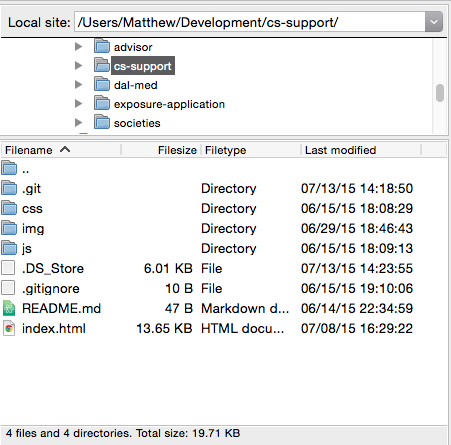 Local site: /Users/Matthew/Development/cs-support/
advisor
cs-support
dal-med
exposure-application
societies
Filename Filesize Filetype Last modified
..
.git Directory 07/13/15 14:18:50
css Directory 06/15/15 18:08:29
img Directory 06/29/15 18:46:43
js Directory 06/15/15 18:09:13
.DS_Store 6.01 KB File 07/13/15 14:23:55
.gitignore 10 B File 06/15/15 19:10:06
README.md 47 B Markdown d... 06/14/15 22:34:59
index.html 13.65 KB HTML docu... 07/08/15 16:29:22
4 files and 4 directories. Total size: 19.71 KB